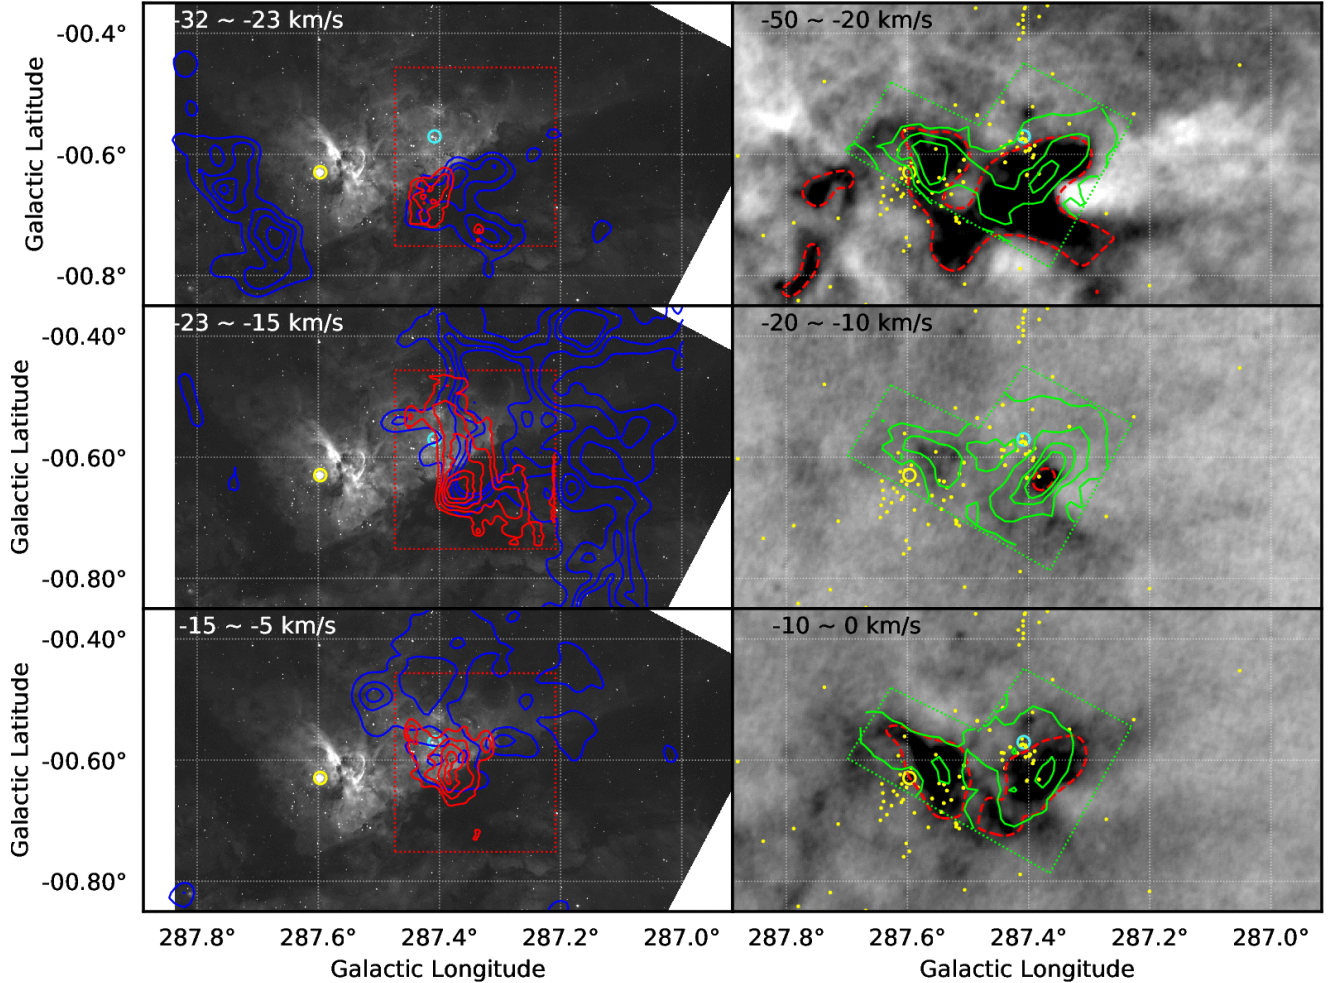 -32 ~ -23 km/s
-50 ~ -20 km/s
-00.4°
-00.6°
-00.8°
Galactic Latitude
-23 ~ -15 km/s
-20 ~ -10 km/s
-00.40°
-00.60°
-00.80°
Galactic Latitude
-15 ~ -5 km/s
-10 ~ 0 km/s
-00.40°
-00.60°
-00.80°
Galactic Latitude
287.8° 287.6° 287.4° 287.2° 287.0°
287.8° 287.6° 287.4° 287.2° 287.0°
Galactic Longitude
Galactic Longitude